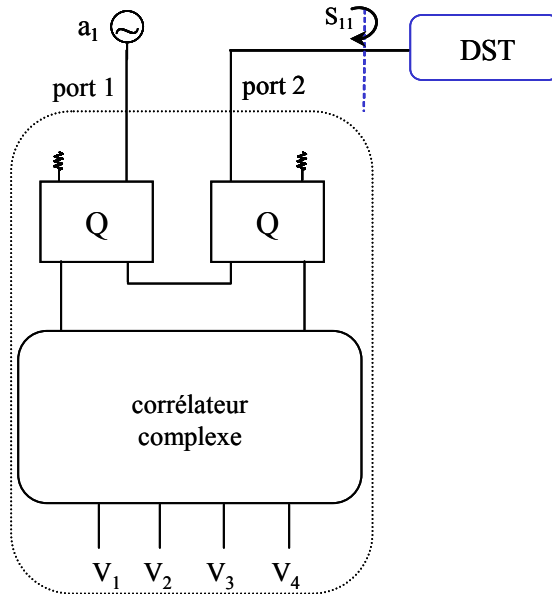 a₁
S₁₁
DST
port 1
port 2
Q
Q
corrélateur
complexe
V₁ V₂ V₃ V₄